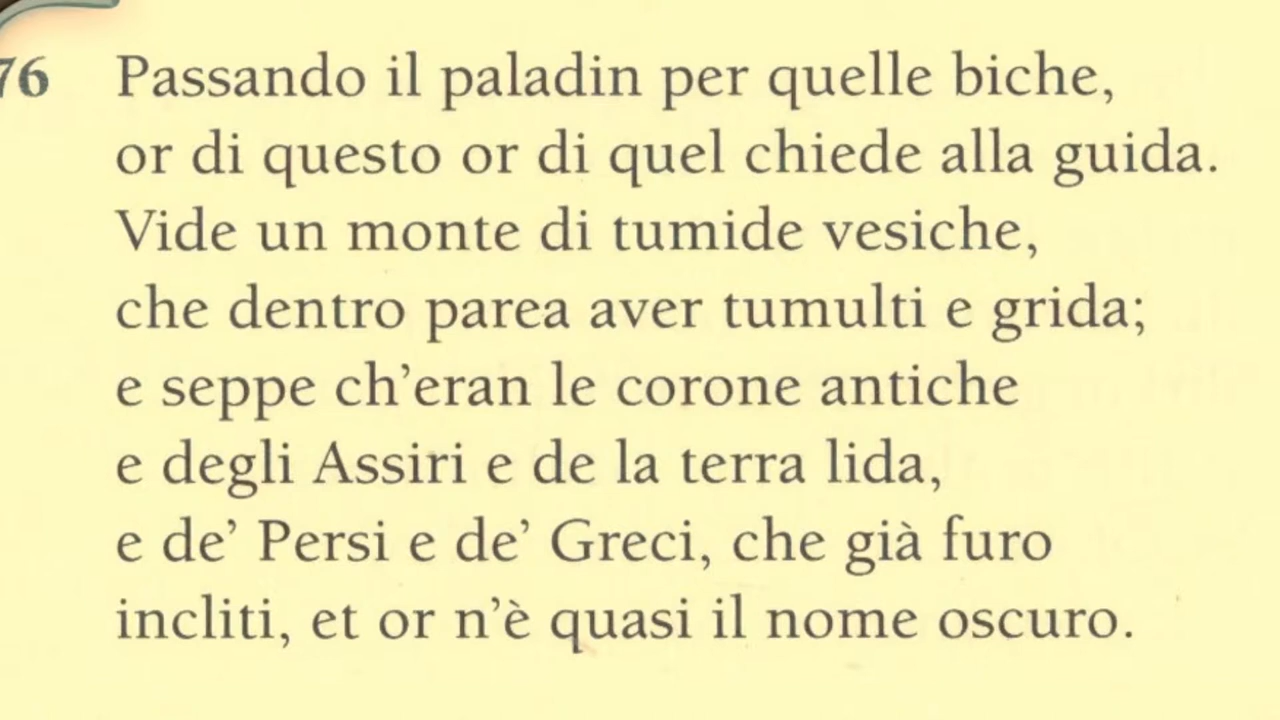 76 Passando il paladin per quelle biche,
or di questo or di quel chiede alla guida.
Vide un monte di tumide vesiche,
che dentro parea aver tumulti e grida;
e seppe ch'eran le corone antiche
e degli Assiri e de la terra lida,
e de' Persi e de' Greci, che già furo
incliti, et or n'è quasi il nome oscuro.